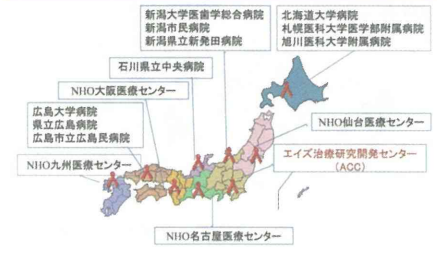 新潟大学医歯学総合病院
新潟市民病院
新潟県立新発田病院
北海道大学病院
札幌医科大学医学部附属病院
旭川医科大学附属病院
石川県立中央病院
NHO大阪医療センター
広島大学病院
県立広島病院
広島市立広島市民病院
NHO九州医療センター
NHO仙台医療センター
エイズ治療研究開発センター
(ACC)
NHO名古屋医療センター